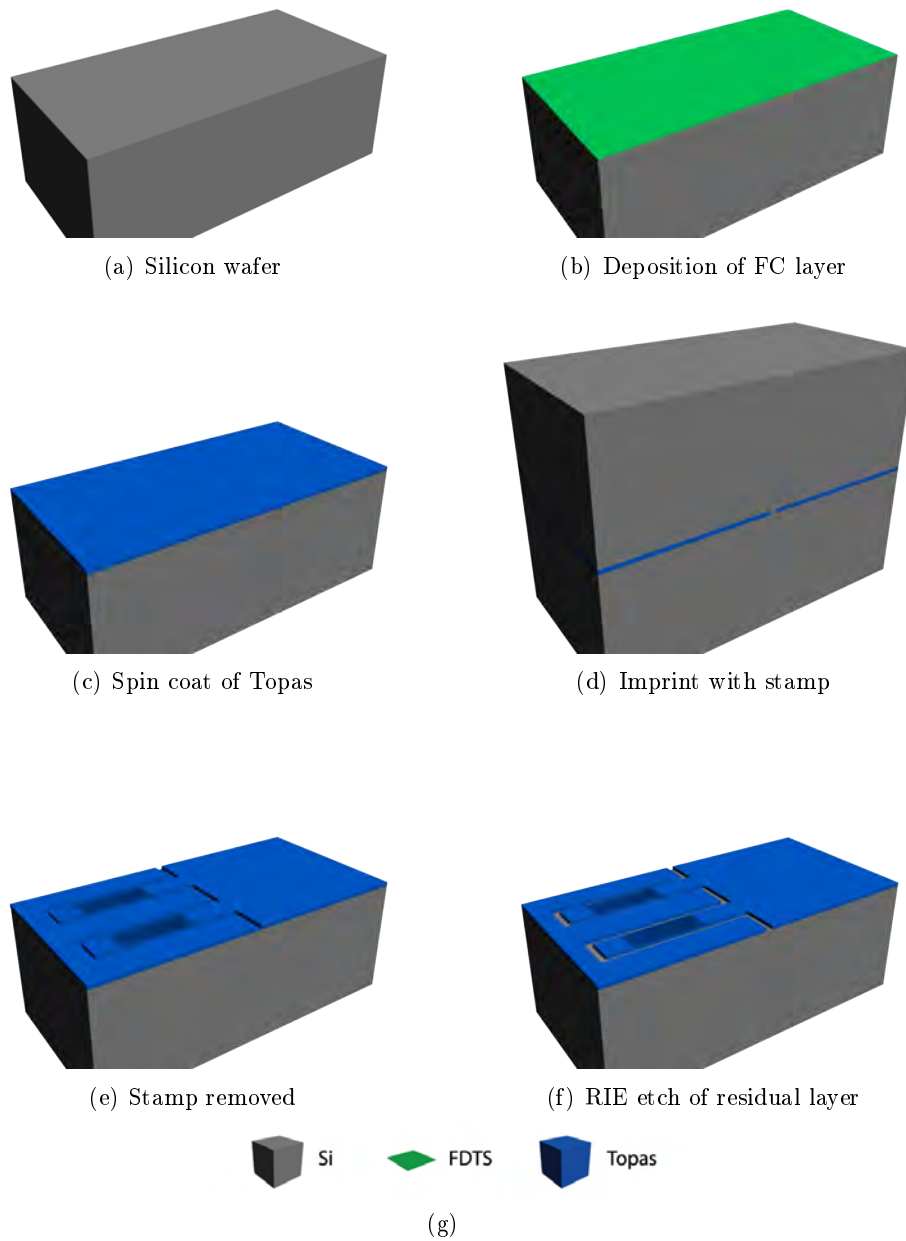 (a) Silicon wafer
(b) Deposition of FC layer
(c) Spin coat of Topas
(d) Imprint with stamp
(e) Stamp removed
(f) RIE etch of residual layer
Si
FDTS
Topas
(g)